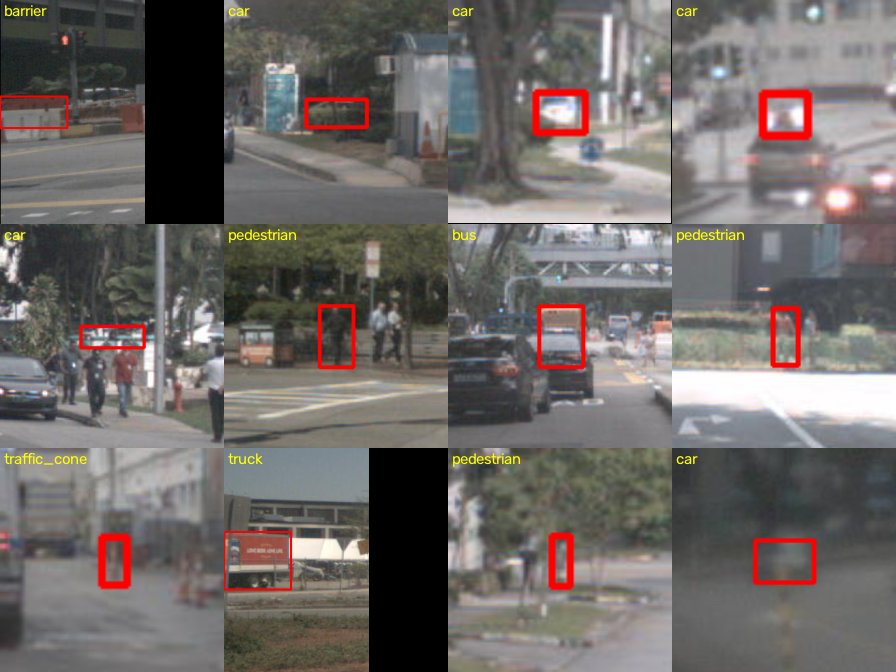 barrier
car
car
car
car
pedestrian
bus
pedestrian
traffic_cone
truck
pedestrian
car